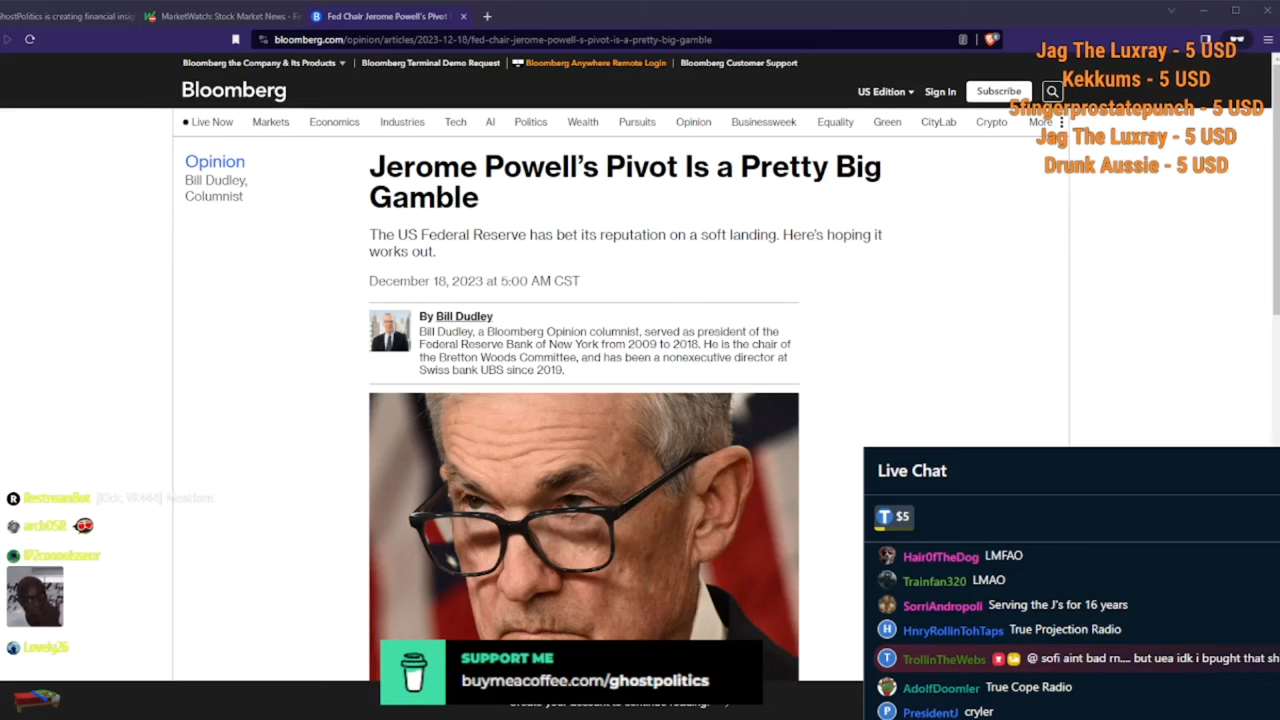 GhostPolitics is creating financial insig
MarketWatch: Stock Market News - Fi
Fed Chair Jerome Powell's Pivot
bloomberg.com/opinion/articles/2023-12-18/fed-chair-jerome-powell-s-pivot-is-a-pretty-big-gamble
Bloomberg the Company & Its Products
Bloomberg Terminal Demo Request
Bloomberg Anywhere Remote Login
Bloomberg Customer Support
Bloomberg
US Edition
Sign In
Subscribe
Jag The Luxray - 5 USD
Kekkums - 5 USD
5fingerprostatepunch - 5 USD
Jag The Luxray - 5 USD
Drunk Aussie - 5 USD
Live Now
Markets
Economics
Industries
Tech
AI
Politics
Wealth
Pursuits
Opinion
Businessweek
Equality
Green
CityLab
Crypto
More
Opinion
Bill Dudley,
Columnist
Jerome Powell's Pivot Is a Pretty Big
Gamble
The US Federal Reserve has bet its reputation on a soft landing. Here's hoping it
works out.
December 18, 2023 at 5:00 AM CST
By Bill Dudley
Bill Dudley, a Bloomberg Opinion columnist, served as president of the
Federal Reserve Bank of New York from 2009 to 2018. He is the chair of
the Bretton Woods Committee, and has been a nonexecutive director at
Swiss bank UBS since 2019.
RestreamBot [Kick: VR444] Mentions
arch05R
IP2connoisseur
Lovely26
SUPPORT ME
buymeacoffee.com/ghostpolitics
Live Chat
$5
HairOfTheDog LMFAO
Trainfan320 LMAO
SorriAndropoli Serving the J's for 16 years
HnryRollinTohTaps True Projection Radio
TrollinTheWebs @ sofi aint bad rn.... but uea idk i bpught that sh
AdolfDoomler True Cope Radio
PresidentJ cryler